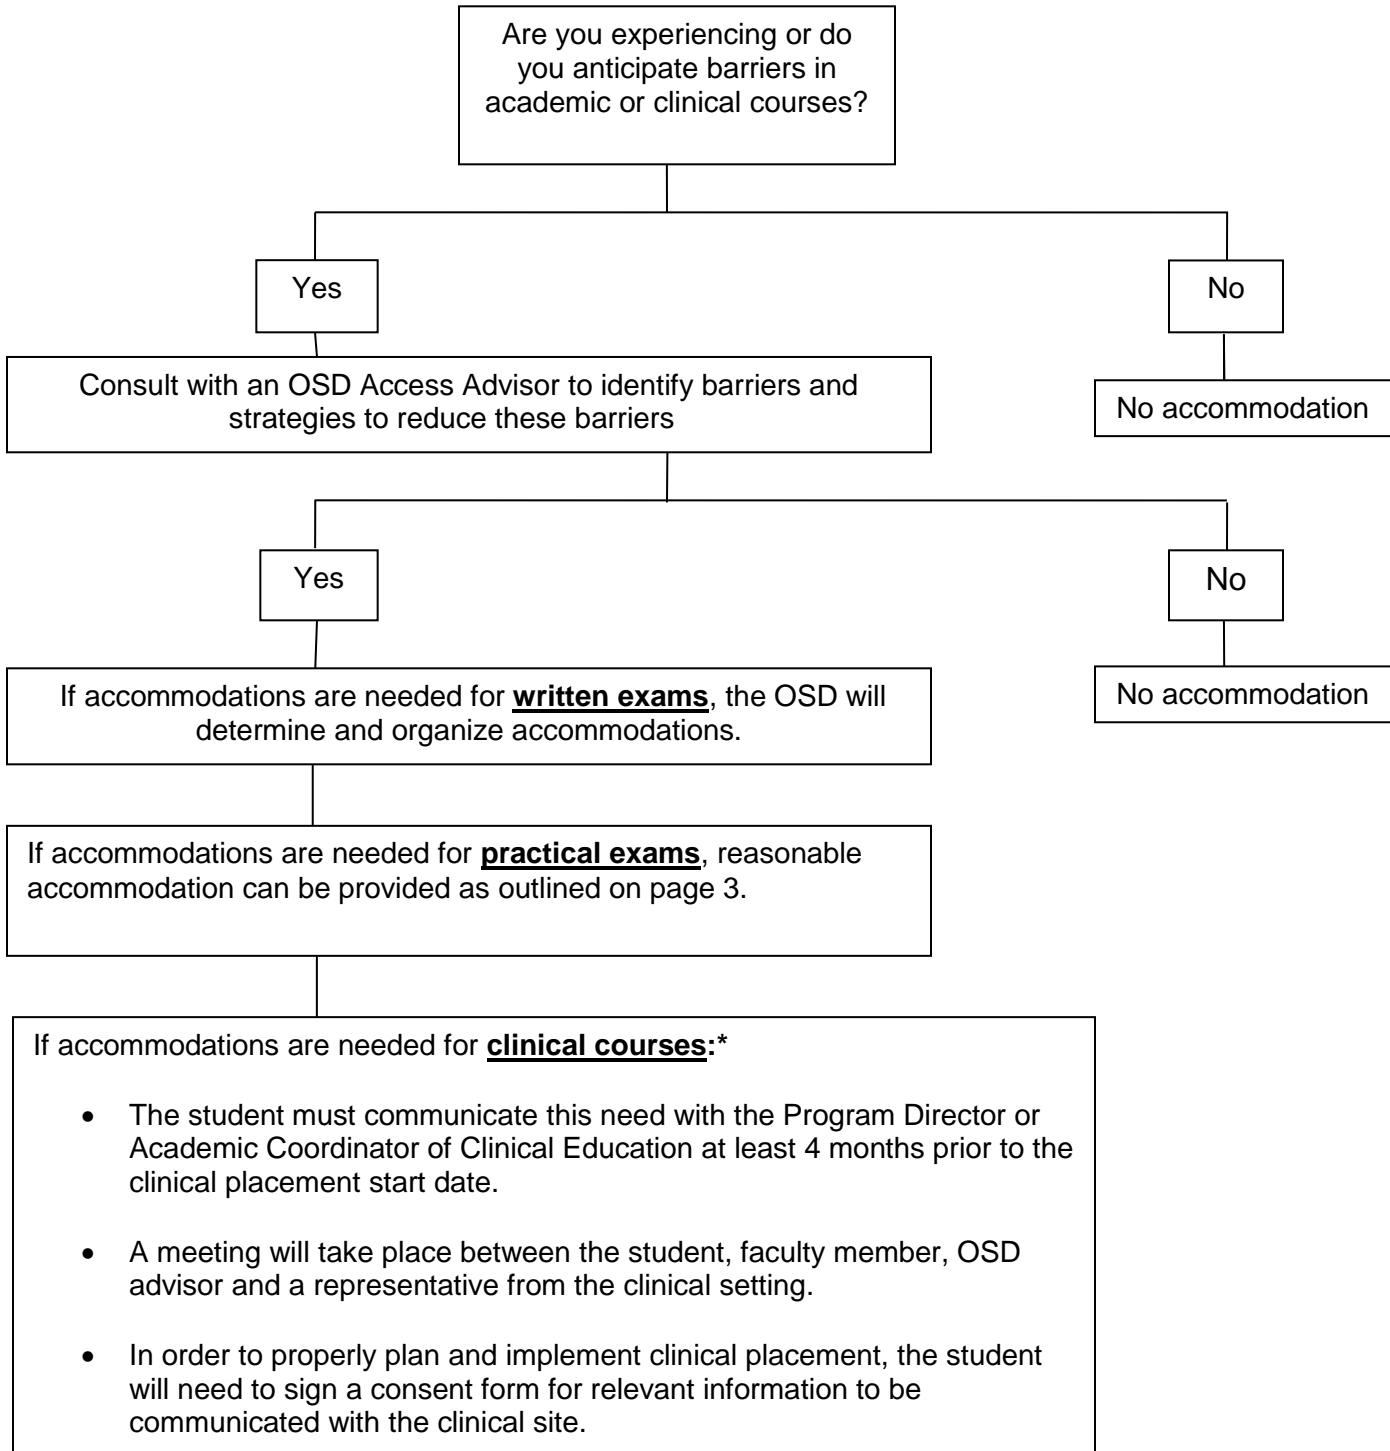 Are you experiencing or do
you anticipate barriers in
academic or clinical courses?
Yes
No
Consult with an OSD Access Advisor to identify barriers and
strategies to reduce these barriers
No accommodation
Yes
No
If accommodations are needed for written exams, the OSD will
determine and organize accommodations.
No accommodation
If accommodations are needed for practical exams, reasonable
accommodation can be provided as outlined on page 3.
If accommodations are needed for clinical courses:*
• The student must communicate this need with the Program Director or
Academic Coordinator of Clinical Education at least 4 months prior to the
clinical placement start date.
• A meeting will take place between the student, faculty member, OSD
advisor and a representative from the clinical setting.
• In order to properly plan and implement clinical placement, the student
will need to sign a consent form for relevant information to be
communicated with the clinical site.